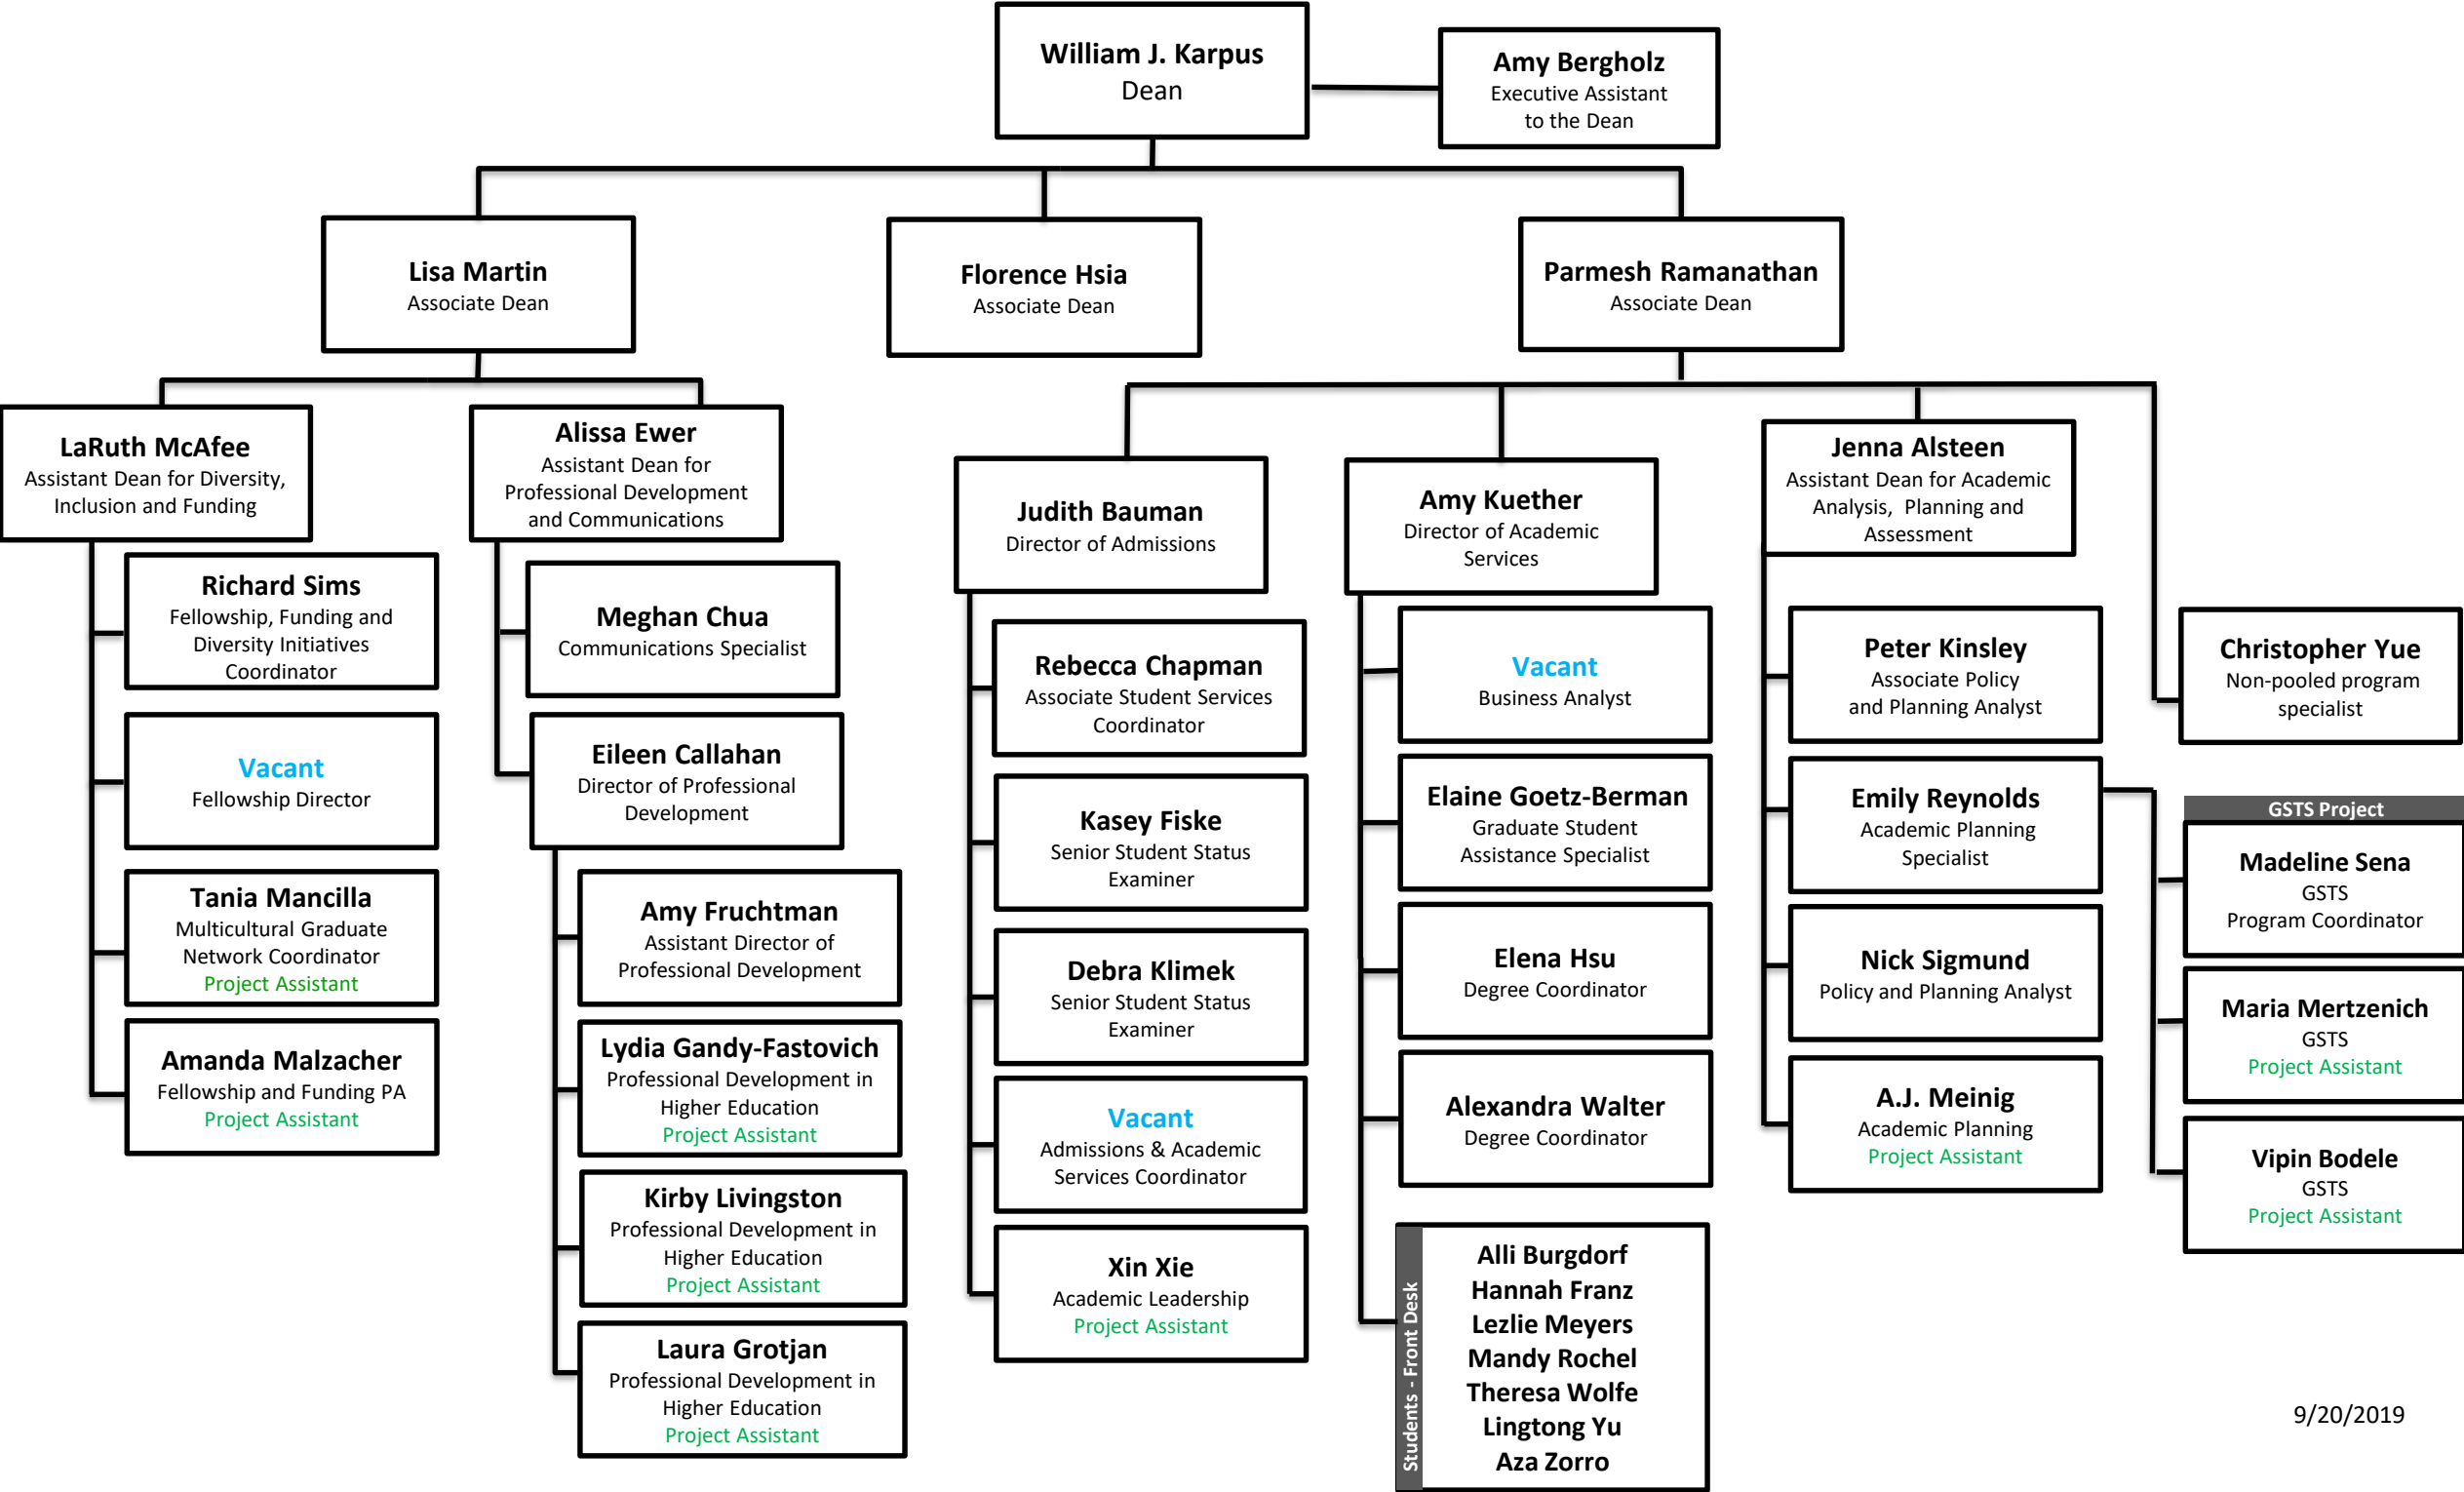 William J. Karpus
Dean
Amy Bergholz
Executive Assistant
to the Dean
Lisa Martin
Associate Dean
Florence Hsia
Associate Dean
Parmesh Ramanathan
Associate Dean
LaRuth McAfee
Assistant Dean for Diversity,
Inclusion and Funding
Richard Sims
Fellowship, Funding and
Diversity Initiatives
Coordinator
Vacant
Fellowship Director
Tania Mancilla
Multicultural Graduate
Network Coordinator
Project Assistant
Amanda Malzacher
Fellowship and Funding PA
Project Assistant
Alissa Ewer
Assistant Dean for
Professional Development
and Communications
Meghan Chua
Communications Specialist
Eileen Callahan
Director of Professional
Development
Amy Fruchtman
Assistant Director of
Professional Development
Lydia Gandy-Fastovich
Professional Development in
Higher Education
Project Assistant
Kirby Livingston
Professional Development in
Higher Education
Project Assistant
Laura Grotjan
Professional Development in
Higher Education
Project Assistant
Judith Bauman
Director of Admissions
Rebecca Chapman
Associate Student Services
Coordinator
Kasey Fiske
Senior Student Status
Examiner
Debra Klimek
Senior Student Status
Examiner
Vacant
Admissions & Academic
Services Coordinator
Xin Xie
Academic Leadership
Project Assistant
Amy Kuether
Director of Academic
Services
Vacant
Business Analyst
Elaine Goetz-Berman
Graduate Student
Assistance Specialist
Elena Hsu
Degree Coordinator
Alexandra Walter
Degree Coordinator
Students - Front Desk
Alli Burgdorf
Hannah Franz
Lezlie Meyers
Mandy Rochel
Theresa Wolfe
Lingtong Yu
Aza Zorro
Jenna Alsteen
Assistant Dean for Academic
Analysis, Planning and
Assessment
Peter Kinsley
Associate Policy
and Planning Analyst
Emily Reynolds
Academic Planning
Specialist
Nick Sigmund
Policy and Planning Analyst
A.J. Meinig
Academic Planning
Project Assistant
Christopher Yue
Non-pooled program
specialist
GSTS Project
Madeline Sena
GSTS
Program Coordinator
Maria Mertzenich
GSTS
Project Assistant
Vipin Bodele
GSTS
Project Assistant
9/20/2019